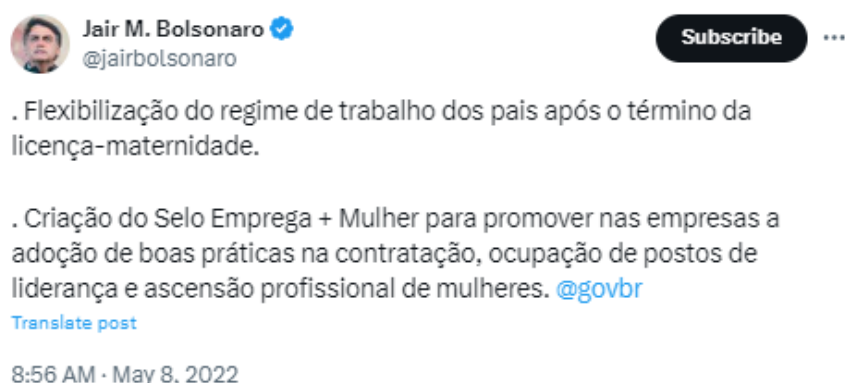 Jair M. Bolsonaro
@jairbolsonaro
Subscribe
. Flexibilização do regime de trabalho dos pais após o término da
licença-maternidade.
. Criação do Selo Emprega + Mulher para promover nas empresas a
adoção de boas práticas na contratação, ocupação de postos de
liderança e ascensão profissional de mulheres. @govbr
Translate post
8:56 AM · May 8, 2022